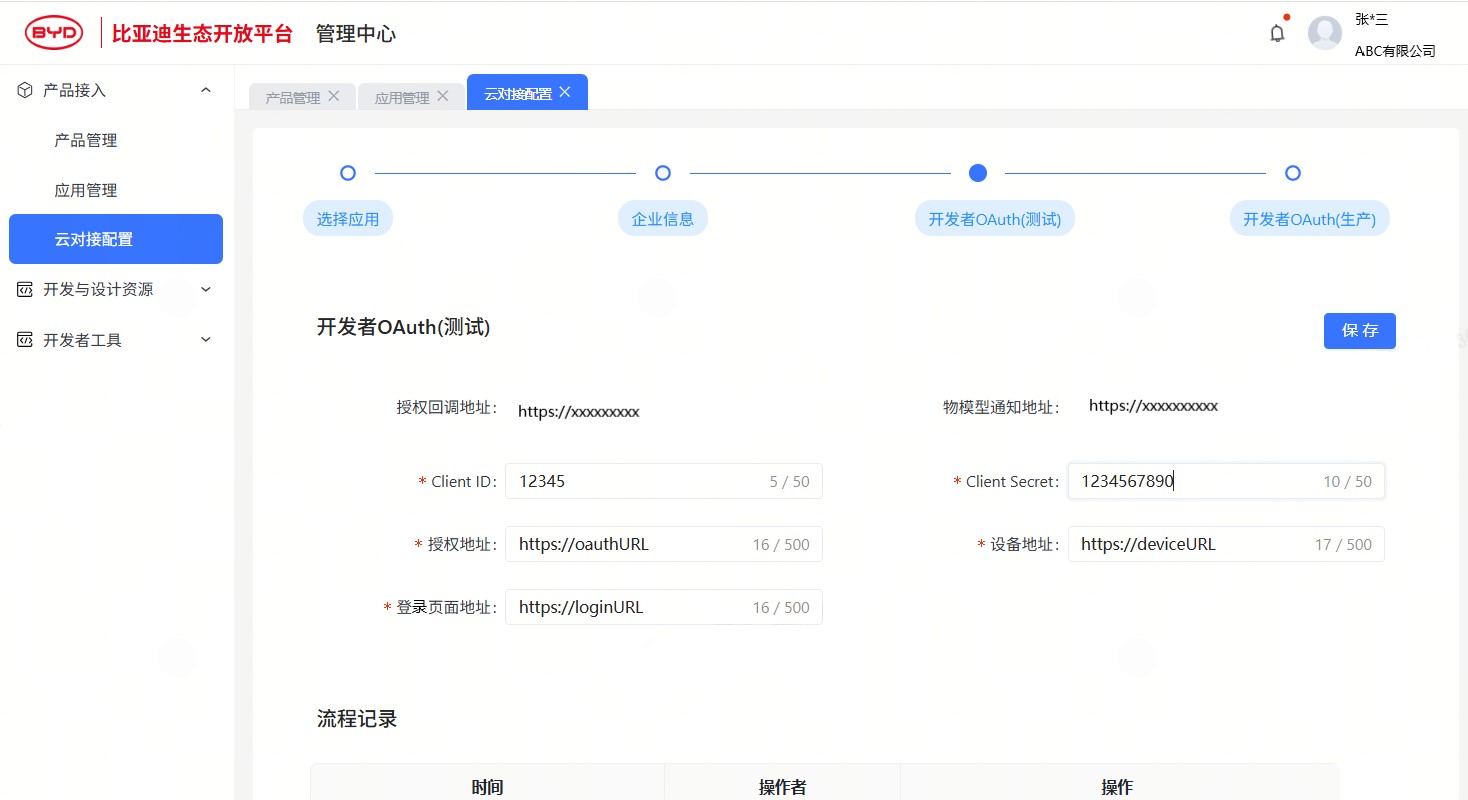 BYD 比亚迪生态开放平台 管理中心
张*三
ABC有限公司
产品接入
产品管理
应用管理
云对接配置
开发与设计资源
开发者工具
产品管理 应用管理 云对接配置
选择应用 企业信息 开发者OAuth(测试) 开发者OAuth(生产)
开发者OAuth(测试) 保 存
授权回调地址： https://xxxxxxxxx 物模型通知地址： https://xxxxxxxxxx
* Client ID： 12345 5 / 50 * Client Secret： 1234567890 10 / 50
* 授权地址： https://oauthURL 16 / 500 * 设备地址： https://deviceURL 17 / 500
* 登录页面地址： https://loginURL 16 / 500
流程记录
时间 操作者 操作